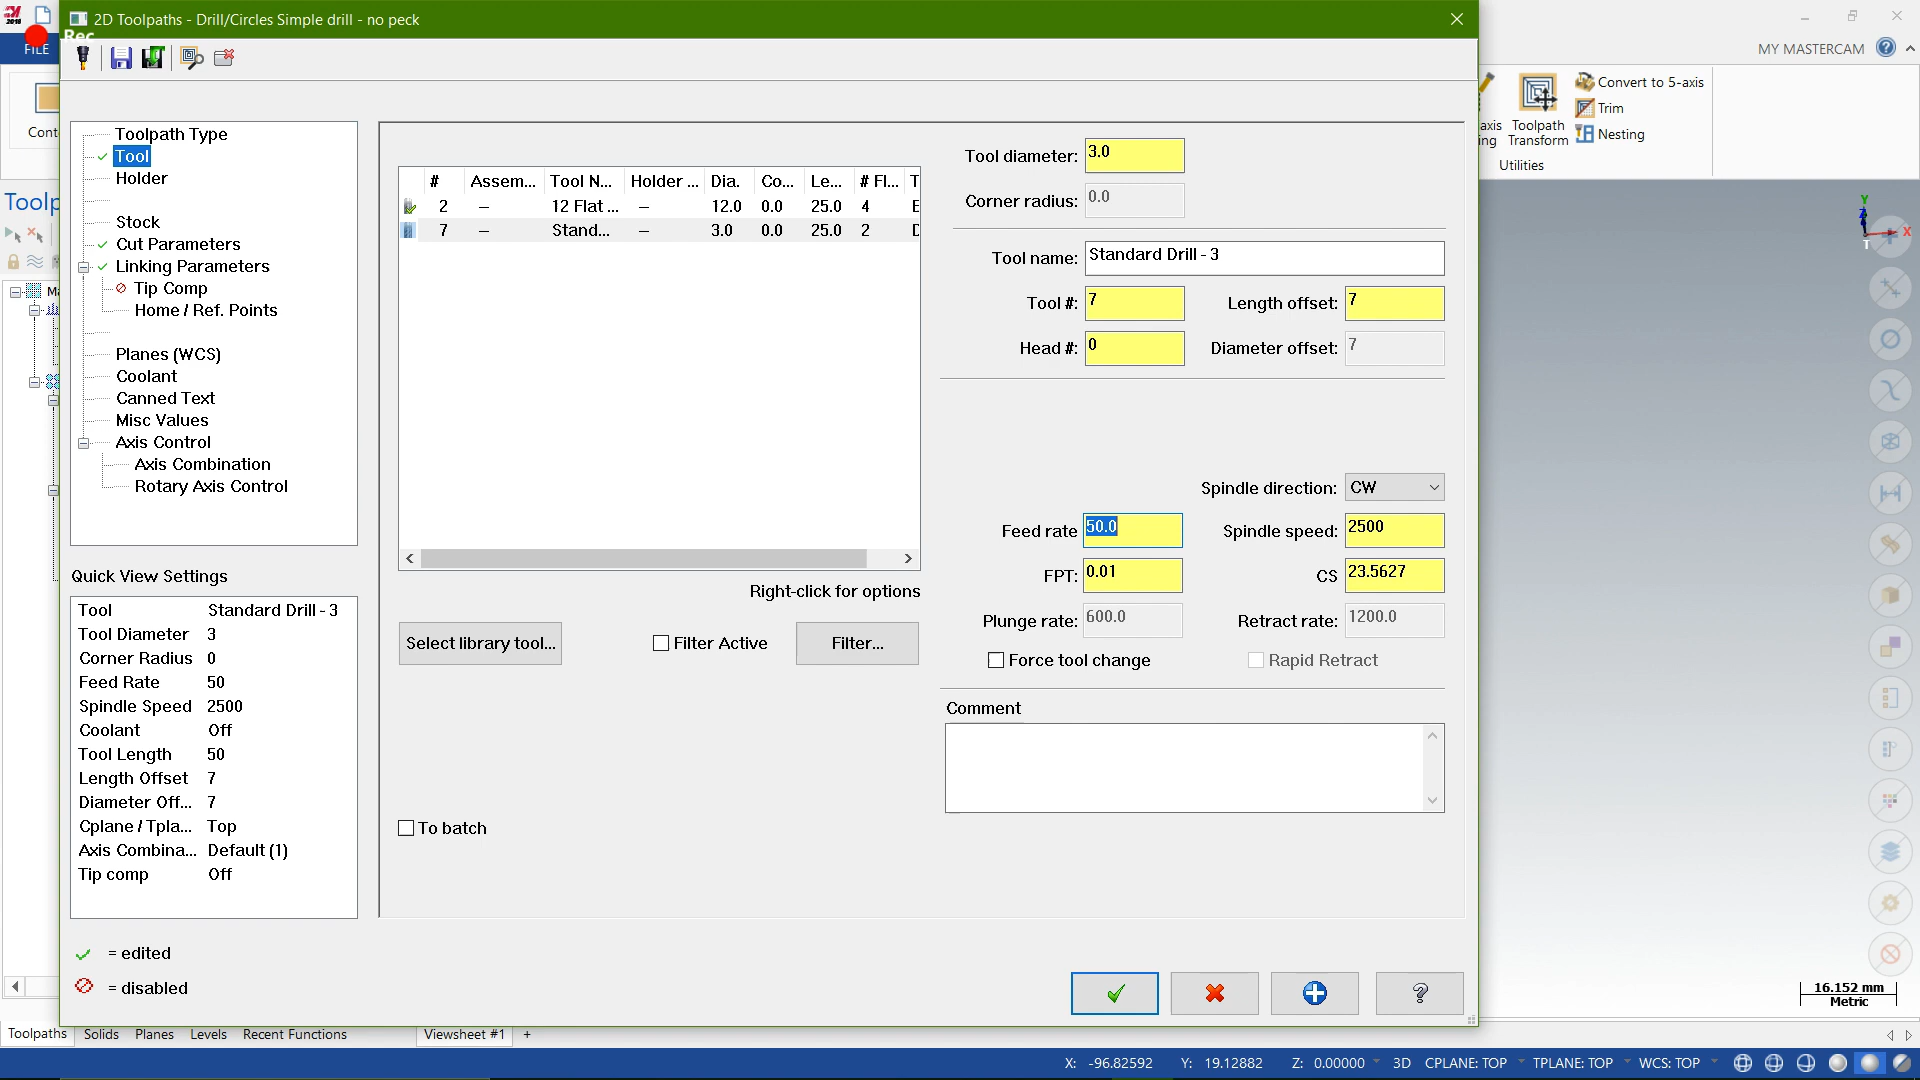 2D Toolpaths - Drill/Circles Simple drill - no peck
2018
Rec
FILE
MY MASTERCAM
Cont
Convert to 5-axis
Trim
Nesting
axis
ing
Toolpath
Transform
Utilities
Toolp
Ma
Toolpath Type
Tool
Holder
Stock
Cut Parameters
Linking Parameters
Tip Comp
Home / Ref. Points
Planes (WCS)
Coolant
Canned Text
Misc Values
Axis Control
Axis Combination
Rotary Axis Control
# Assem... Tool N... Holder ... Dia. Co... Le... # Fl... T
2 – 12 Flat ... – 12.0 0.0 25.0 4 E
7 – Stand... – 3.0 0.0 25.0 2 D
Right-click for options
Select library tool...
Filter Active
Filter...
To batch
Tool diameter: 3.0
Corner radius: 0.0
Tool name: Standard Drill - 3
Tool #: 7 Length offset: 7
Head #: 0 Diameter offset: 7
Spindle direction: CW
Feed rate 50.0 Spindle speed: 2500
FPT: 0.01 CS 23.5627
Plunge rate: 600.0 Retract rate: 1200.0
Force tool change Rapid Retract
Comment
Quick View Settings
Tool Standard Drill - 3
Tool Diameter 3
Corner Radius 0
Feed Rate 50
Spindle Speed 2500
Coolant Off
Tool Length 50
Length Offset 7
Diameter Off... 7
Cplane / Tpla... Top
Axis Combina... Default (1)
Tip comp Off
= edited
= disabled
Y
Z
X
T
16.152 mm
Metric
Toolpaths Solids Planes Levels Recent Functions
Viewsheet #1 +
X: -96.82592 Y: 19.12882 Z: 0.00000 3D CPLANE: TOP TPLANE: TOP WCS: TOP